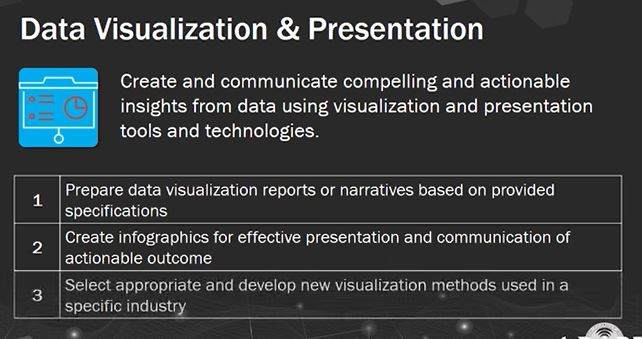 Data Visualization & Presentation
Create and communicate compelling and actionable
insights from data using visualization and presentation
tools and technologies.
1
Prepare data visualization reports or narratives based on provided
specifications
2
Create infographics for effective presentation and communication of
actionable outcome
3
Select appropriate and develop new visualization methods used in a
specific industry